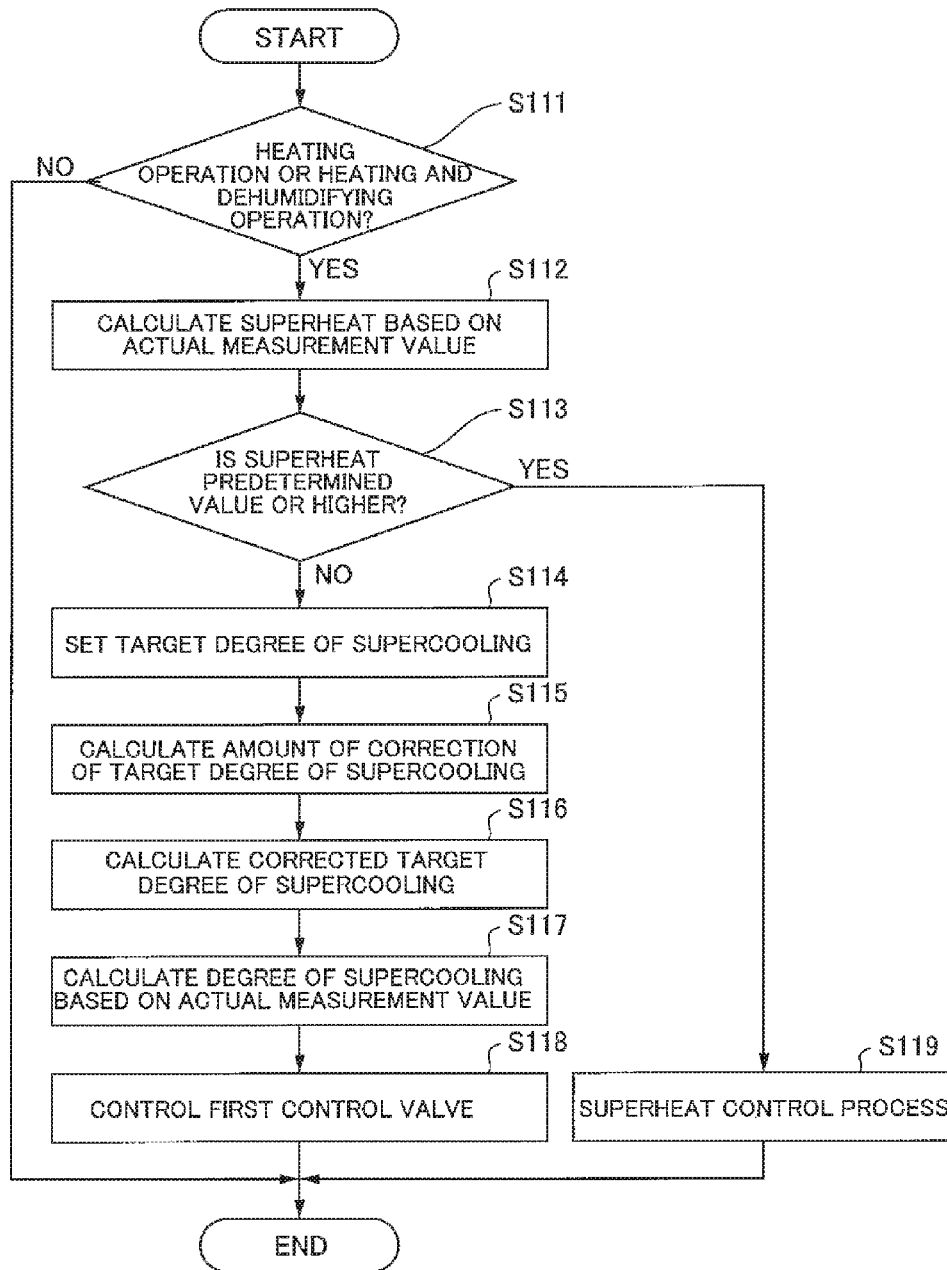 START
S111
NO
HEATING
OPERATION OR HEATING AND
DEHUMIDIFYING
OPERATION?
YES
S112
CALCULATE SUPERHEAT BASED ON
ACTUAL MEASUREMENT VALUE
S113
IS SUPERHEAT
PREDETERMINED
VALUE OR HIGHER?
YES
NO
S114
SET TARGET DEGREE OF SUPERCOOLING
S115
CALCULATE AMOUNT OF CORRECTION
OF TARGET DEGREE OF SUPERCOOLING
S116
CALCULATE CORRECTED TARGET
DEGREE OF SUPERCOOLING
S117
CALCULATE DEGREE OF SUPERCOOLING
BASED ON ACTUAL MEASUREMENT VALUE
S118
CONTROL FIRST CONTROL VALVE
S119
SUPERHEAT CONTROL PROCESS
END